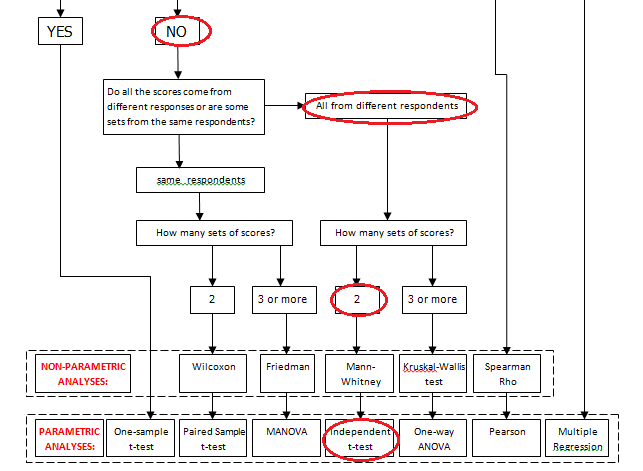 YES
NO
Do all the scores come from
different responses or are some
sets from the same respondents?
All from different respondents
same respondents
How many sets of scores?
How many sets of scores?
2
3 or more
2
3 or more
NON-PARAMETRIC
ANALYSES:
Wilcoxon
Friedman
Mann-
Whitney
Kruskal-Wallis
test
Spearman
Rho
PARAMETRIC
ANALYSES:
One-sample
t-test
Paired Sample
t-test
MANOVA
Independent
t-test
One-way
ANOVA
Pearson
Multiple
Regression